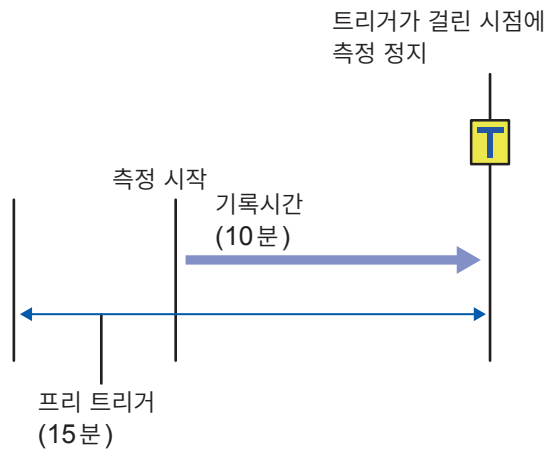 트리거가 걸린 시점에
측정 정지
T
측정 시작
기록시간
(10분)
프리 트리거
(15분)